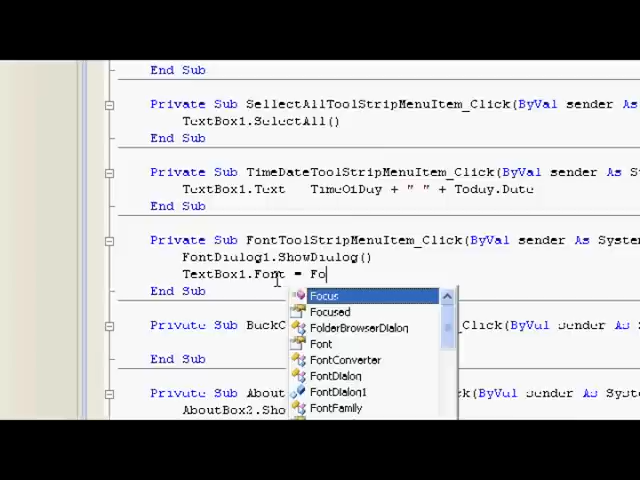 End Sub
Private Sub SellectAllToolStripMenuItem_Click(ByVal sender As
TextBox1.SelectAll()
End Sub
Private Sub TimeDateToolStripMenuItem_Click(ByVal sender As S
TextBox1.Text TimeOfDay + " " + Today.Date
End Sub
Private Sub FontToolStripMenuItem_Click(ByVal sender As System
FontDialog1.ShowDialog()
TextBox1.Font = Fo
End Sub
Focus
Focused
FolderBrowserDialog
Private Sub BackC _Click(ByVal sender As
Font
End Sub
FontConverter
FontDialog
FontDialog1
Private Sub Abou ick(ByVal sender As Sy
FontFamily
AboutBox2.Sho